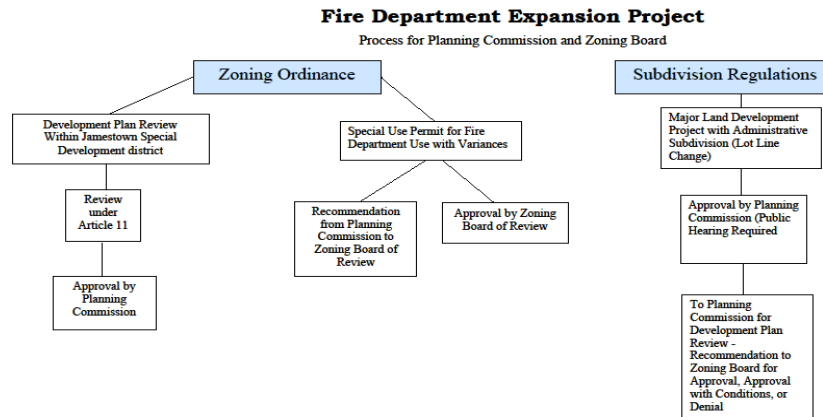 Fire Department Expansion Project
Process for Planning Commission and Zoning Board
Zoning Ordinance
Subdivision Regulations
Development Plan Review
Within Jamestown Special
Development district
Special Use Permit for Fire
Department Use with Variances
Major Land Development
Project with Administrative
Subdivision (Lot Line
Change)
Review
under
Article 11
Recommendation
from Planning
Commission to
Zoning Board of
Review
Approval by Zoning
Board of Review
Approval by Planning
Commission (Public
Hearing Required
Approval by
Planning
Commission
To Planning
Commission for
Development Plan
Review -
Recommendation to
Zoning Board for
Approval, Approval
with Conditions, or
Denial